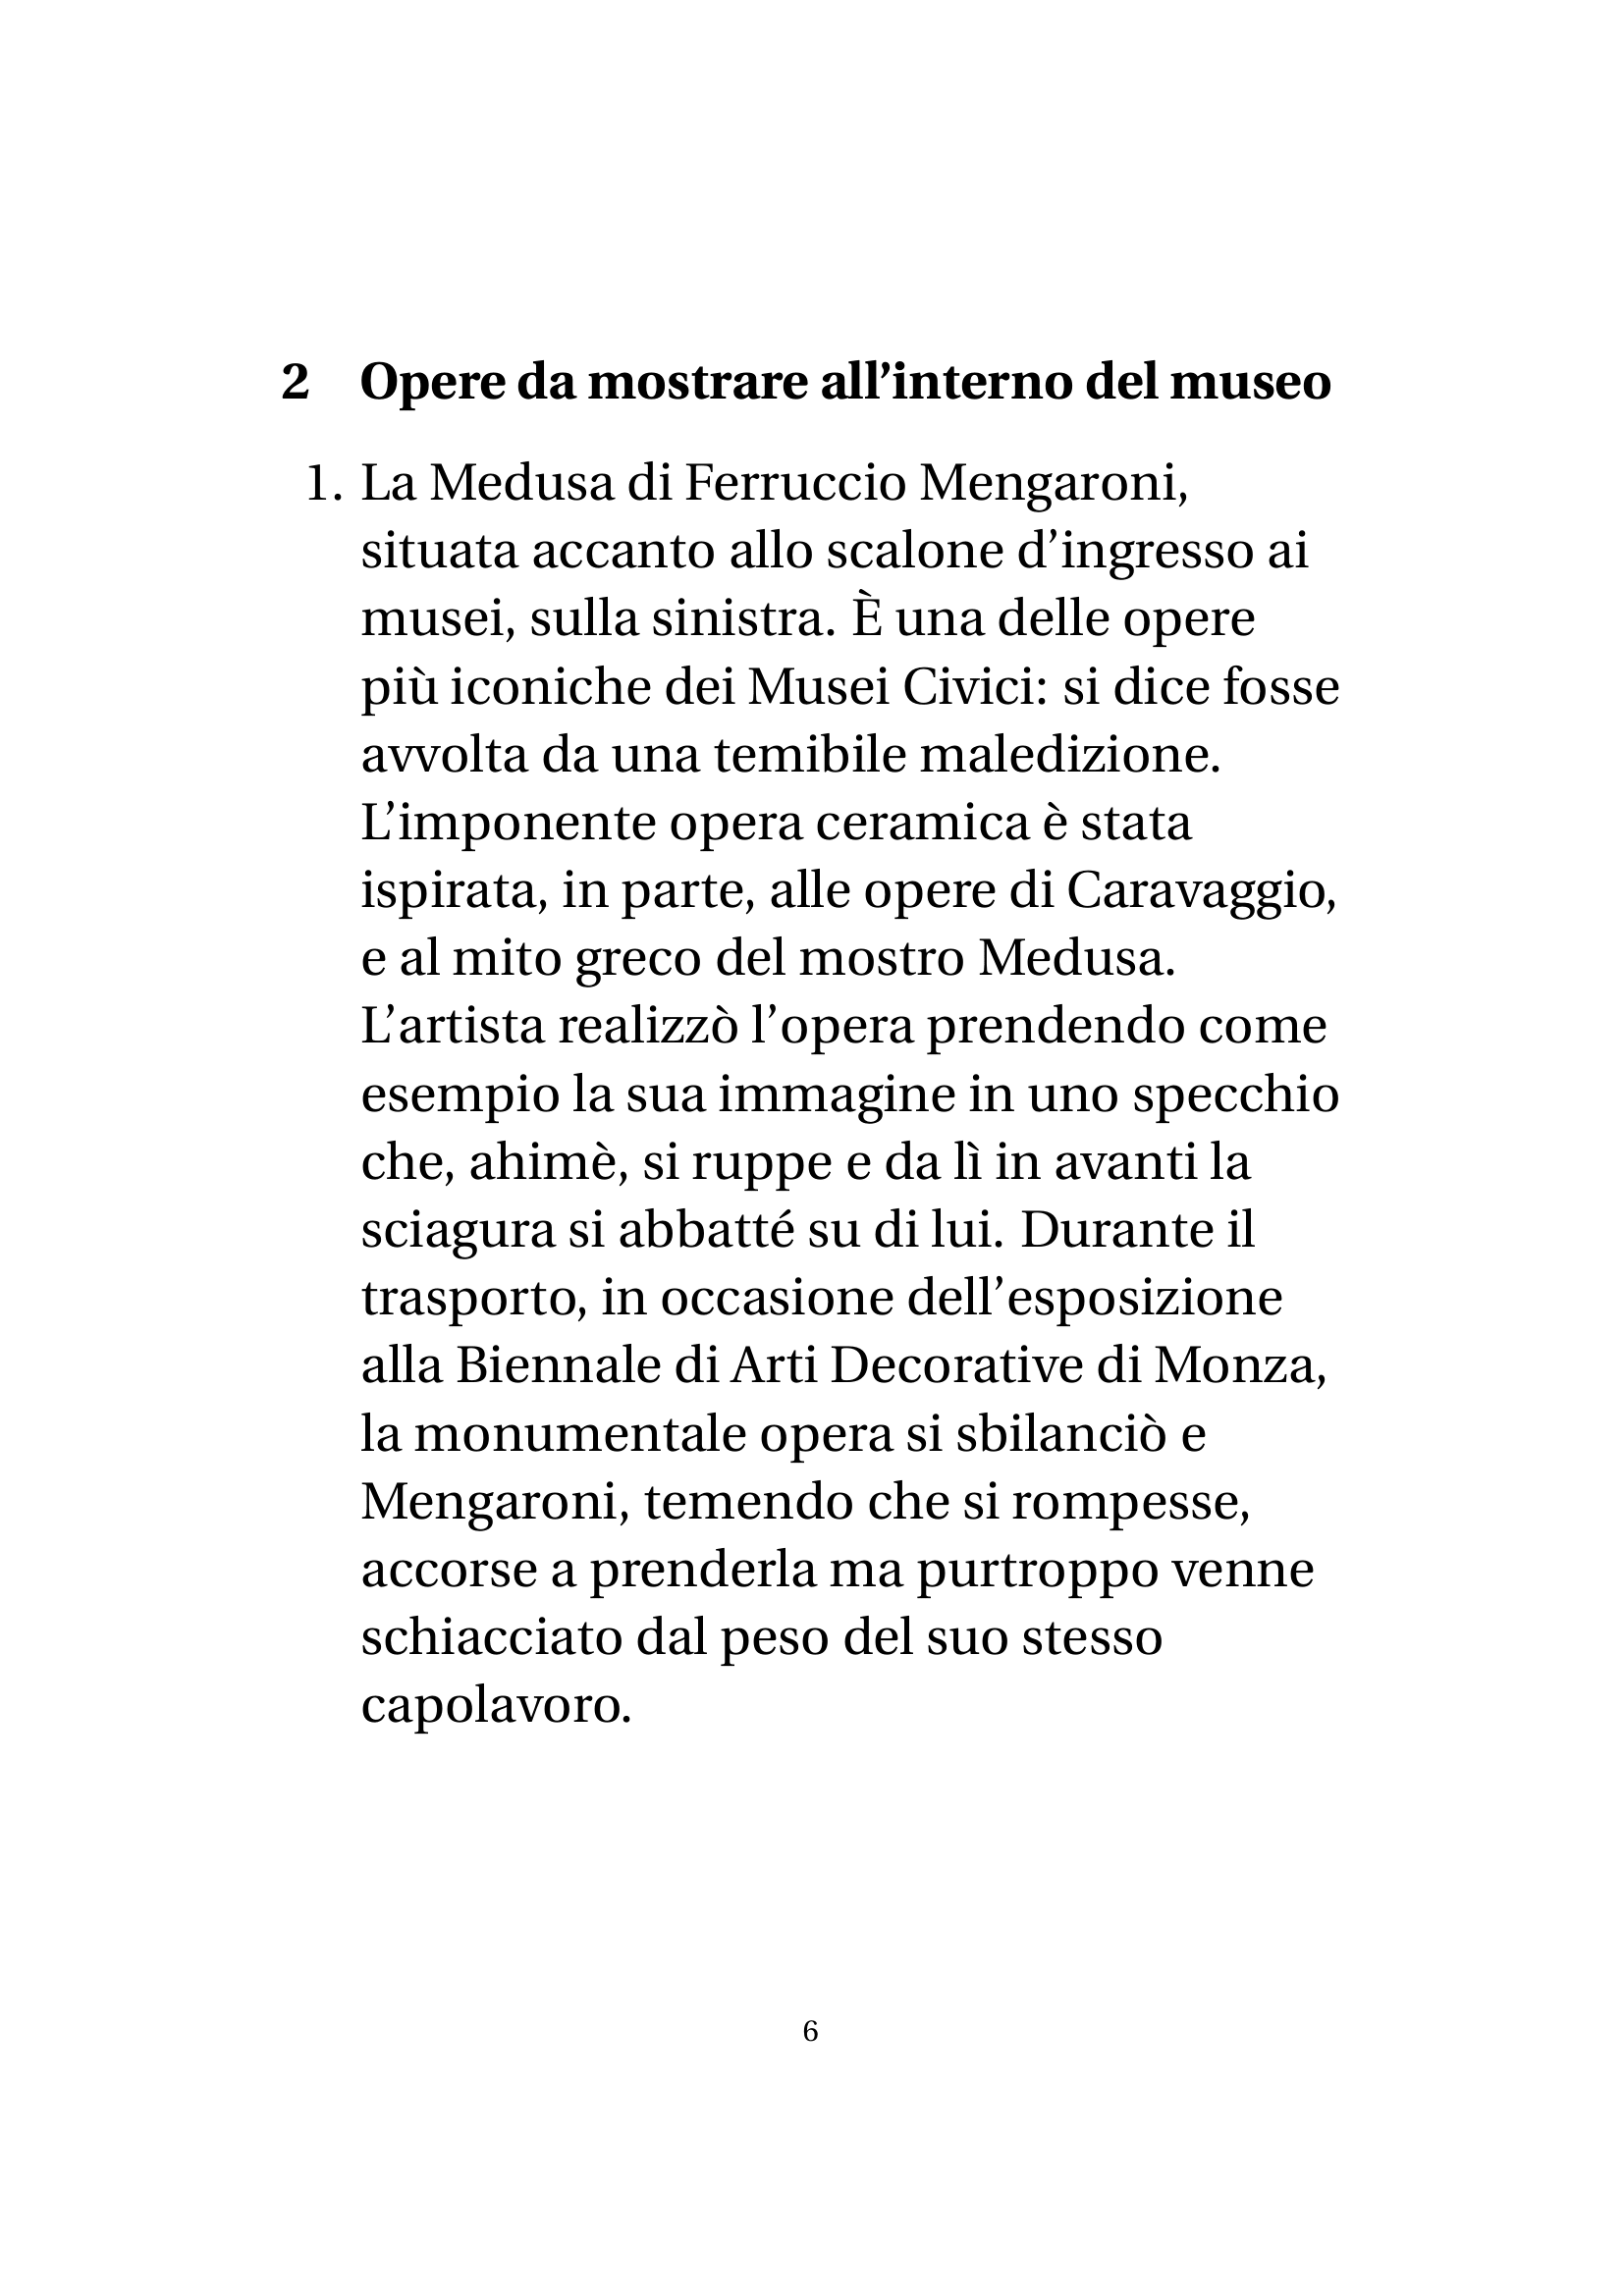 2 Opere da mostrare all’interno del museo
1. La Medusa di Ferruccio Mengaroni,
situata accanto allo scalone d’ingresso ai
musei, sulla sinistra. È una delle opere
più iconiche dei Musei Civici: si dice fosse
avvolta da una temibile maledizione.
L’imponente opera ceramica è stata
ispirata, in parte, alle opere di Caravaggio,
e al mito greco del mostro Medusa.
L’artista realizzò l’opera prendendo come
esempio la sua immagine in uno specchio
che, ahimè, si ruppe e da lì in avanti la
sciagura si abbatté su di lui. Durante il
trasporto, in occasione dell’esposizione
alla Biennale di Arti Decorative di Monza,
la monumentale opera si sbilanciò e
Mengaroni, temendo che si rompesse,
accorse a prenderla ma purtroppo venne
schiacciato dal peso del suo stesso
capolavoro.
6